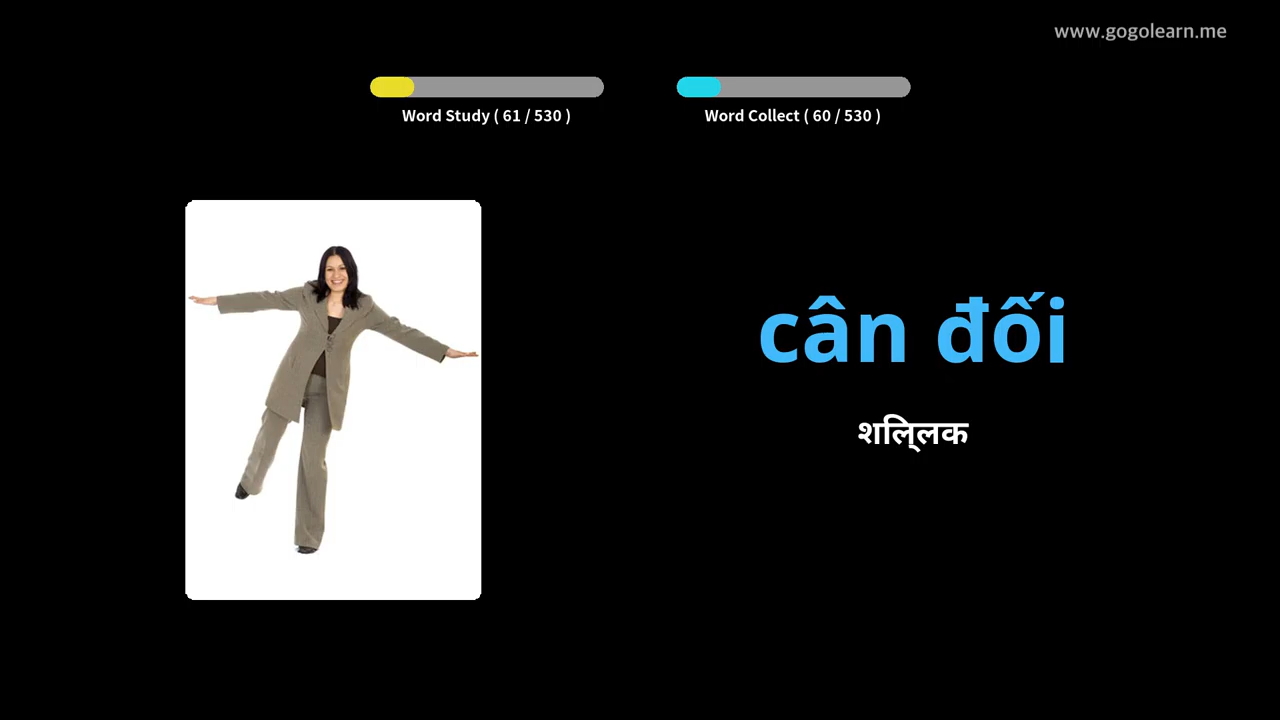 www.gogolearn.me
Word Study ( 61 / 530 )
Word Collect ( 60 / 530 )
cân đối
शलि्लक